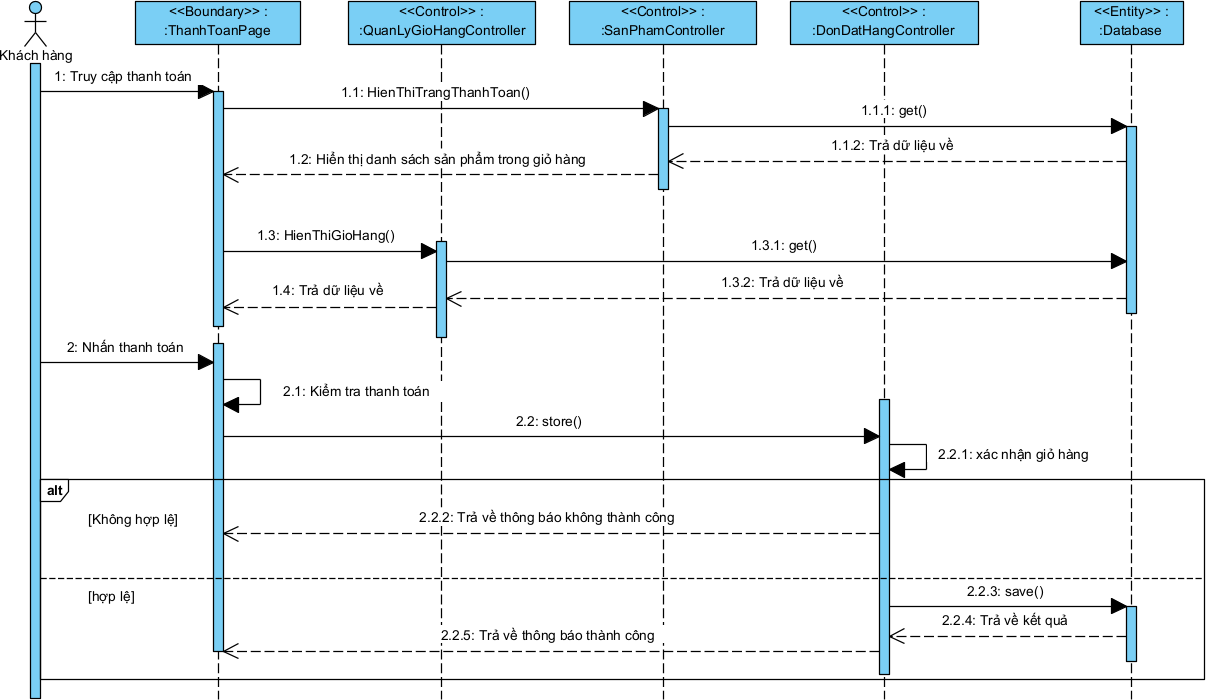 Khách hàng
<<Boundary>> :
:ThanhToanPage
<<Control>> :
:QuanLyGioHangController
<<Control>> :
:SanPhamController
<<Control>> :
:DonDatHangController
<<Entity>> :
:Database
1: Truy cập thanh toán
1.1: HienThiTrangThanhToan()
1.1.1: get()
1.1.2: Trả dữ liệu về
1.2: Hiển thị danh sách sản phẩm trong giỏ hàng
1.3: HienThiGioHang()
1.3.1: get()
1.3.2: Trả dữ liệu về
1.4: Trả dữ liệu về
2: Nhấn thanh toán
2.1: Kiểm tra thanh toán
2.2: store()
2.2.1: xác nhận giỏ hàng
alt
[Không hợp lệ]
2.2.2: Trả về thông báo không thành công
[hợp lệ]
2.2.3: save()
2.2.4: Trả về kết quả
2.2.5: Trả về thông báo thành công